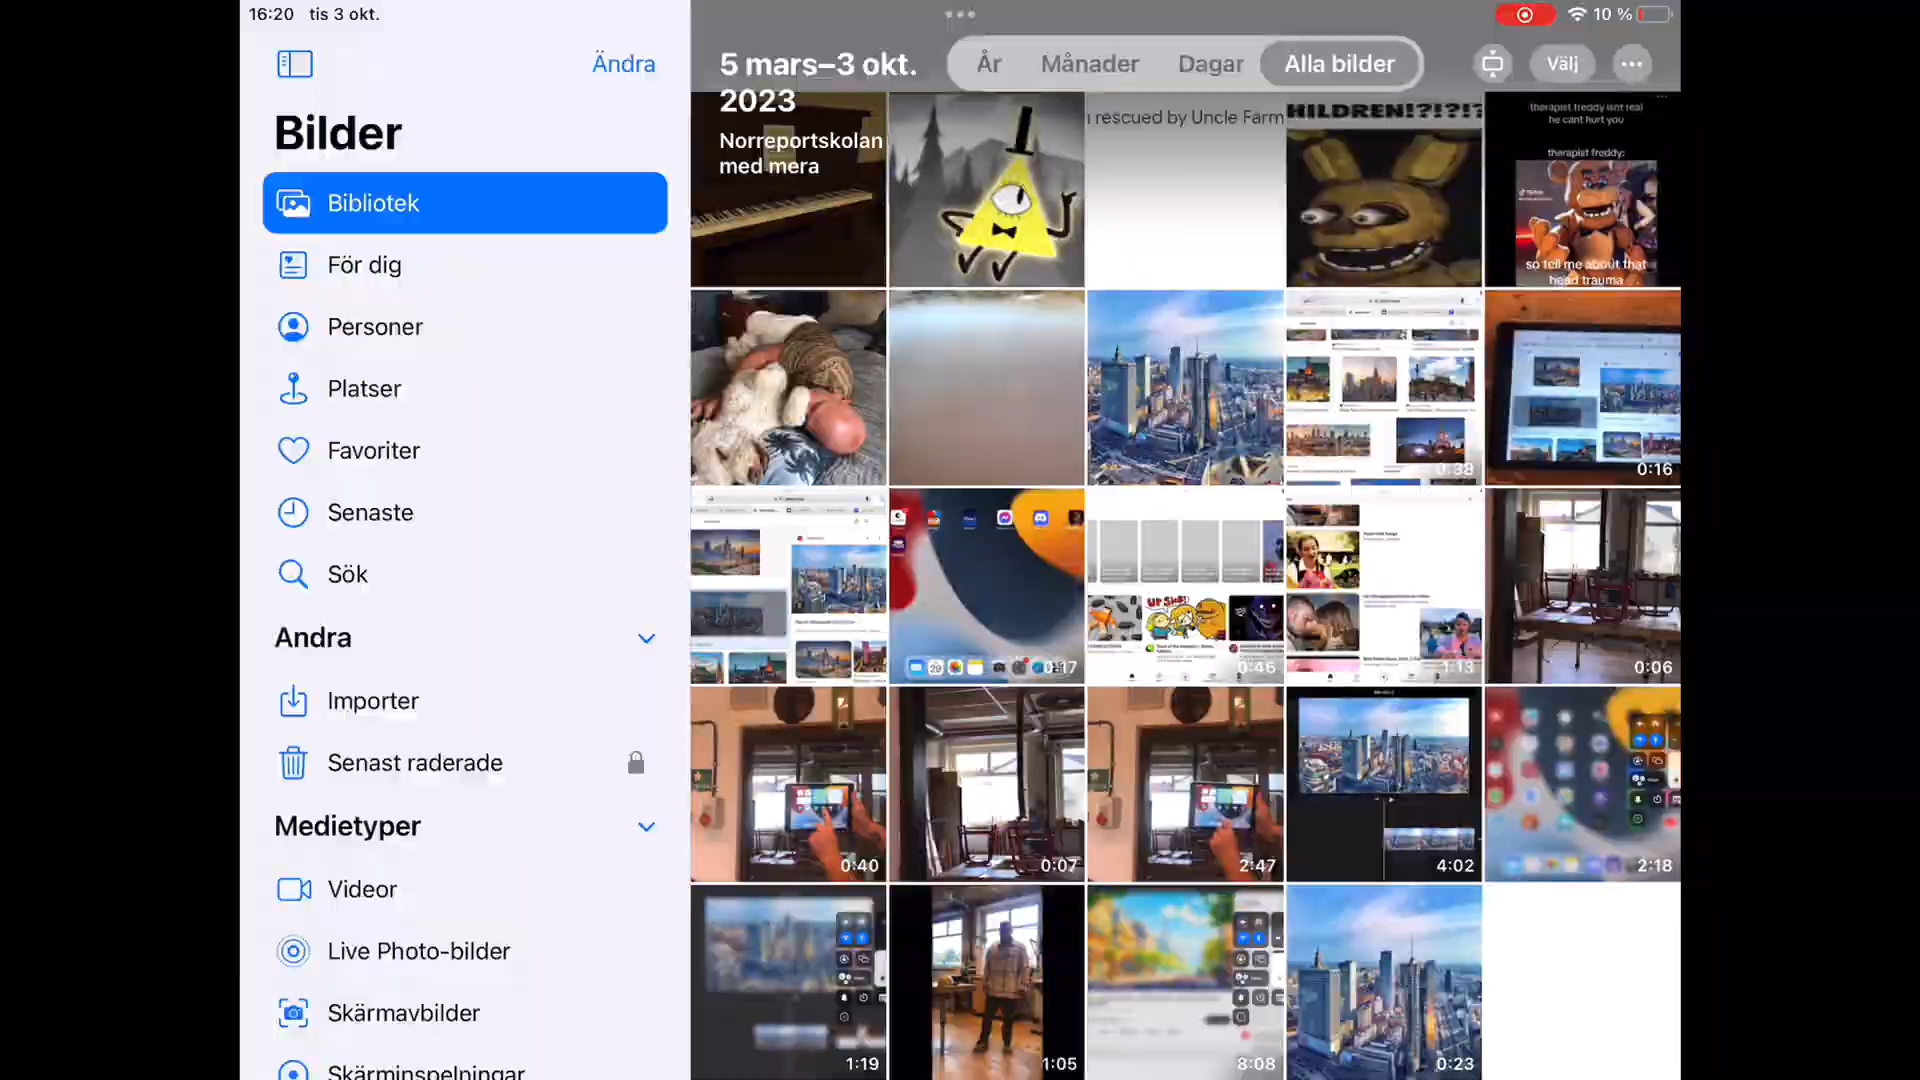 16:20 tis 3 okt.
10 %
Ändra
Bilder
Bibliotek
För dig
Personer
Platser
Favoriter
Senaste
Sök
Andra
Importer
Senast raderade
Medietyper
Videor
Live Photo-bilder
Skärmavbilder
Skärminspelningar
5 mars–3 okt.
2023
Norreportskolan
med mera
År Månader Dagar Alla bilder
Välj
rescued by Uncle Farm
HILDREN!?!?!?
therapist freddy isnt real
he cant hurt you
therapist freddy:
so tell me about that
head trauma
0:38
0:16
0:17
0:46
1:13
0:06
0:40
0:07
2:47
4:02
2:18
1:19
1:05
8:08
0:23